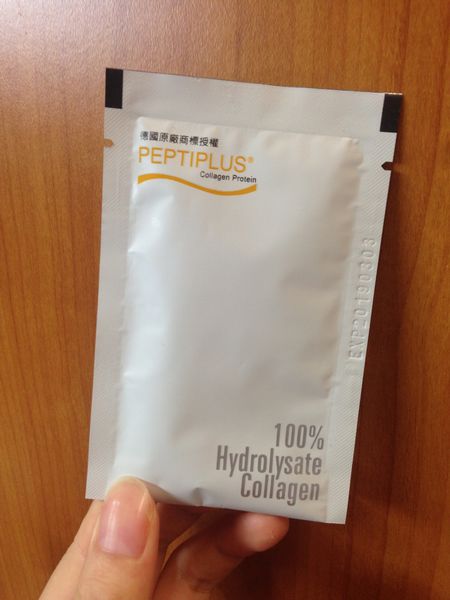 德國原廠商標授權
PEPTIPLUS®
Collagen Protein
EXP20190303
100%
Hydrolysate
Collagen